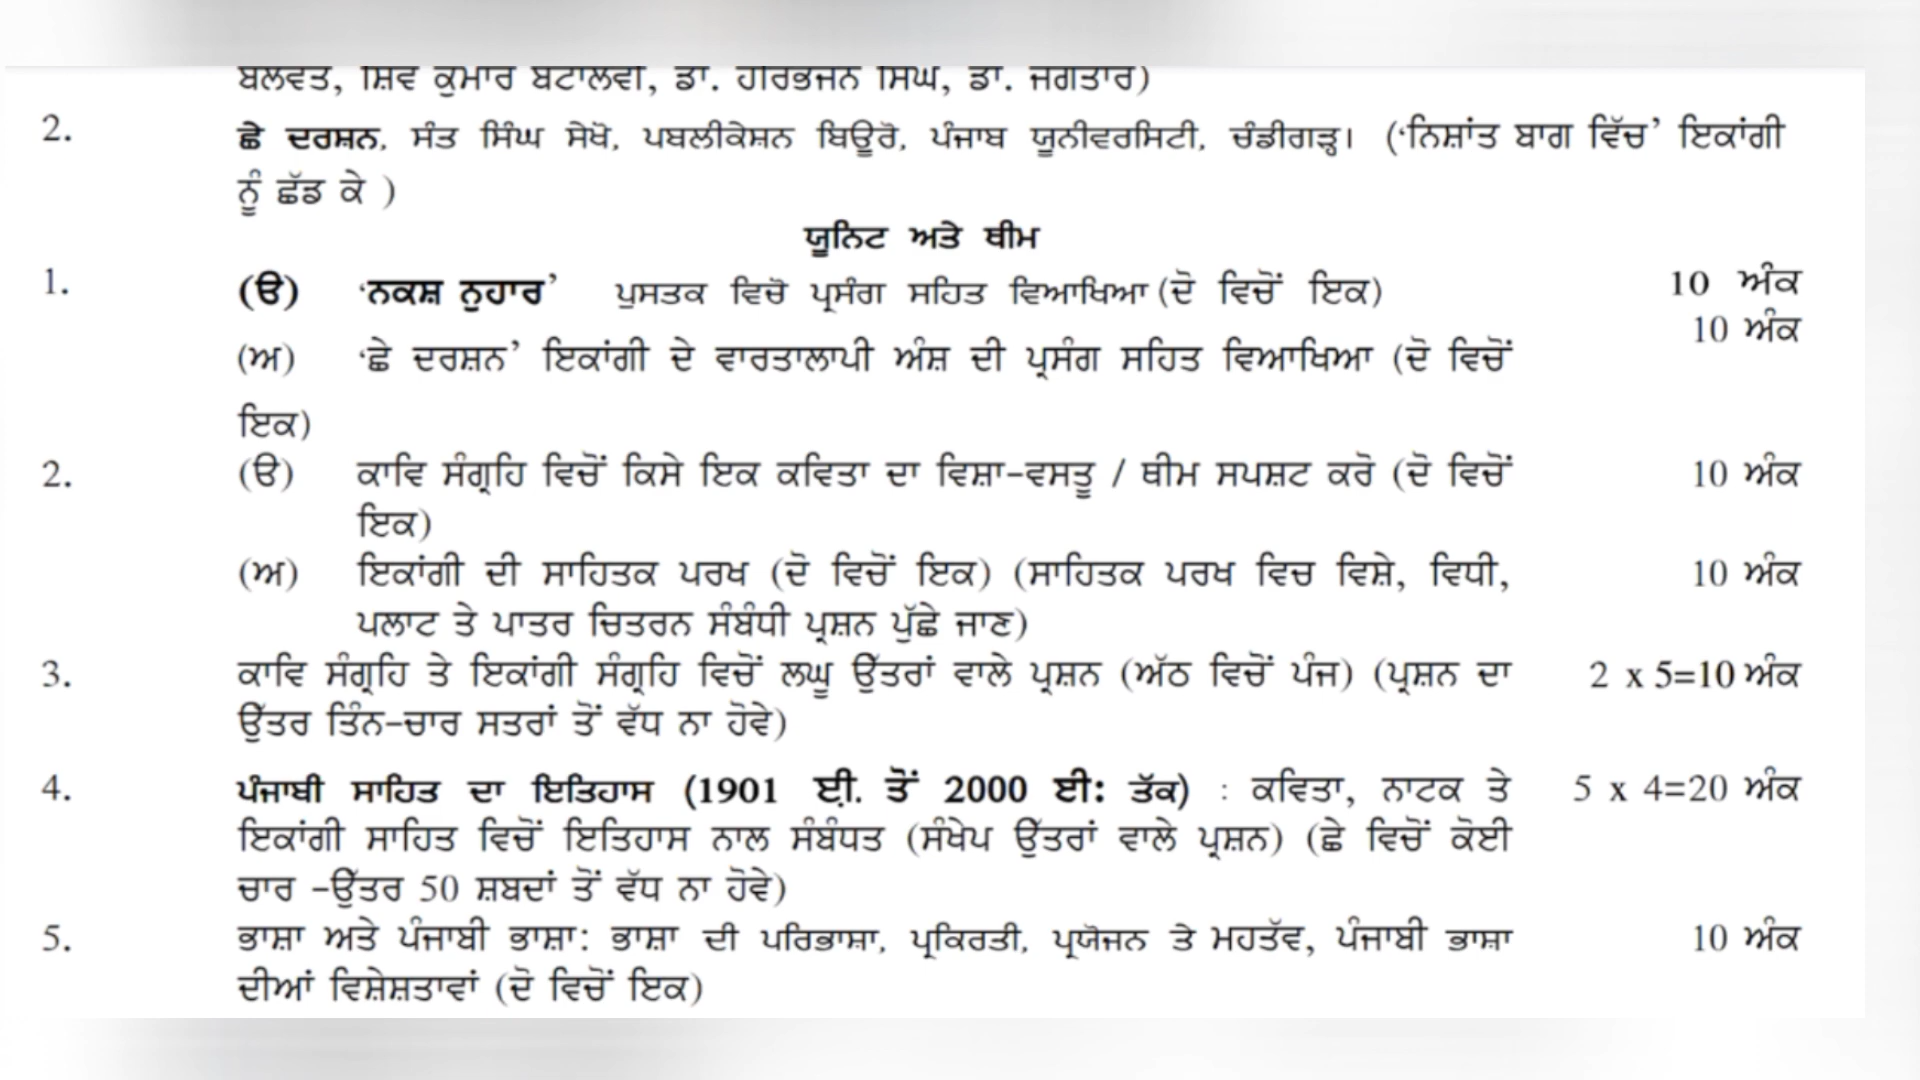 ਬਲਵੰਤ, ਸ਼ਿਵ ਕੁਮਾਰ ਬਟਾਲਵੀ, ਡਾ. ਹਰਿਭਜਨ ਸਿੰਘ, ਡਾ. ਜਗਤਾਰ)
2. ਛੇ ਦਰਸ਼ਨ, ਸੰਤ ਸਿੰਘ ਸੇਖੋ, ਪਬਲੀਕੇਸ਼ਨ ਬਿਊਰੋ, ਪੰਜਾਬ ਯੂਨੀਵਰਸਿਟੀ, ਚੰਡੀਗੜ੍ਹ। (‘ਨਿਸ਼ਾਂਤ ਬਾਗ ਵਿੱਚ’ ਇਕਾਂਗੀ
ਨੂੰ ਛੱਡ ਕੇ )
ਯੂਨਿਟ ਅਤੇ ਥੀਮ
1. (ੳ) ‘ਨਕਸ਼ ਨੁਹਾਰ’ ਪੁਸਤਕ ਵਿਚੋ ਪ੍ਰਸੰਗ ਸਹਿਤ ਵਿਆਖਿਆ (ਦੋ ਵਿਚੋਂ ਇਕ) 10 ਅੰਕ
10 ਅੰਕ
(ਅ) ‘ਛੇ ਦਰਸ਼ਨ’ ਇਕਾਂਗੀ ਦੇ ਵਾਰਤਾਲਾਪੀ ਅੰਸ਼ ਦੀ ਪ੍ਰਸੰਗ ਸਹਿਤ ਵਿਆਖਿਆ (ਦੋ ਵਿਚੋਂ
ਇਕ)
2. (ੳ) ਕਾਵਿ ਸੰਗ੍ਰਹਿ ਵਿਚੋਂ ਕਿਸੇ ਇਕ ਕਵਿਤਾ ਦਾ ਵਿਸ਼ਾ-ਵਸਤੂ / ਥੀਮ ਸਪਸ਼ਟ ਕਰੋ (ਦੋ ਵਿਚੋਂ 10 ਅੰਕ
ਇਕ)
(ਅ) ਇਕਾਂਗੀ ਦੀ ਸਾਹਿਤਕ ਪਰਖ (ਦੋ ਵਿਚੋਂ ਇਕ) (ਸਾਹਿਤਕ ਪਰਖ ਵਿਚ ਵਿਸ਼ੇ, ਵਿਧੀ, 10 ਅੰਕ
ਪਲਾਟ ਤੇ ਪਾਤਰ ਚਿਤਰਨ ਸੰਬੰਧੀ ਪ੍ਰਸ਼ਨ ਪੁੱਛੇ ਜਾਣ)
3. ਕਾਵਿ ਸੰਗ੍ਰਹਿ ਤੇ ਇਕਾਂਗੀ ਸੰਗ੍ਰਹਿ ਵਿਚੋਂ ਲਘੂ ਉੱਤਰਾਂ ਵਾਲੇ ਪ੍ਰਸ਼ਨ (ਅੱਠ ਵਿਚੋਂ ਪੰਜ) (ਪ੍ਰਸ਼ਨ ਦਾ 2 x 5=10 ਅੰਕ
ਉੱਤਰ ਤਿੰਨ-ਚਾਰ ਸਤਰਾਂ ਤੋਂ ਵੱਧ ਨਾ ਹੋਵੇ)
4. ਪੰਜਾਬੀ ਸਾਹਿਤ ਦਾ ਇਤਿਹਾਸ (1901 ਈ਼. ਤੋਂ 2000 ਈ: ਤੱਕ) : ਕਵਿਤਾ, ਨਾਟਕ ਤੇ 5 x 4=20 ਅੰਕ
ਇਕਾਂਗੀ ਸਾਹਿਤ ਵਿਚੋਂ ਇਤਿਹਾਸ ਨਾਲ ਸੰਬੰਧਤ (ਸੰਖੇਪ ਉੱਤਰਾਂ ਵਾਲੇ ਪ੍ਰਸ਼ਨ) (ਛੇ ਵਿਚੋਂ ਕੋਈ
ਚਾਰ -ਉੱਤਰ 50 ਸ਼ਬਦਾਂ ਤੋਂ ਵੱਧ ਨਾ ਹੋਵੇ)
5. ਭਾਸ਼ਾ ਅਤੇ ਪੰਜਾਬੀ ਭਾਸ਼ਾ: ਭਾਸ਼ਾ ਦੀ ਪਰਿਭਾਸ਼ਾ, ਪ੍ਰਕਿਰਤੀ, ਪ੍ਰਯੋਜਨ ਤੇ ਮਹਤੱਵ, ਪੰਜਾਬੀ ਭਾਸ਼ਾ 10 ਅੰਕ
ਦੀਆਂ ਵਿਸ਼ੇਸ਼ਤਾਵਾਂ (ਦੋ ਵਿਚੋਂ ਇਕ)